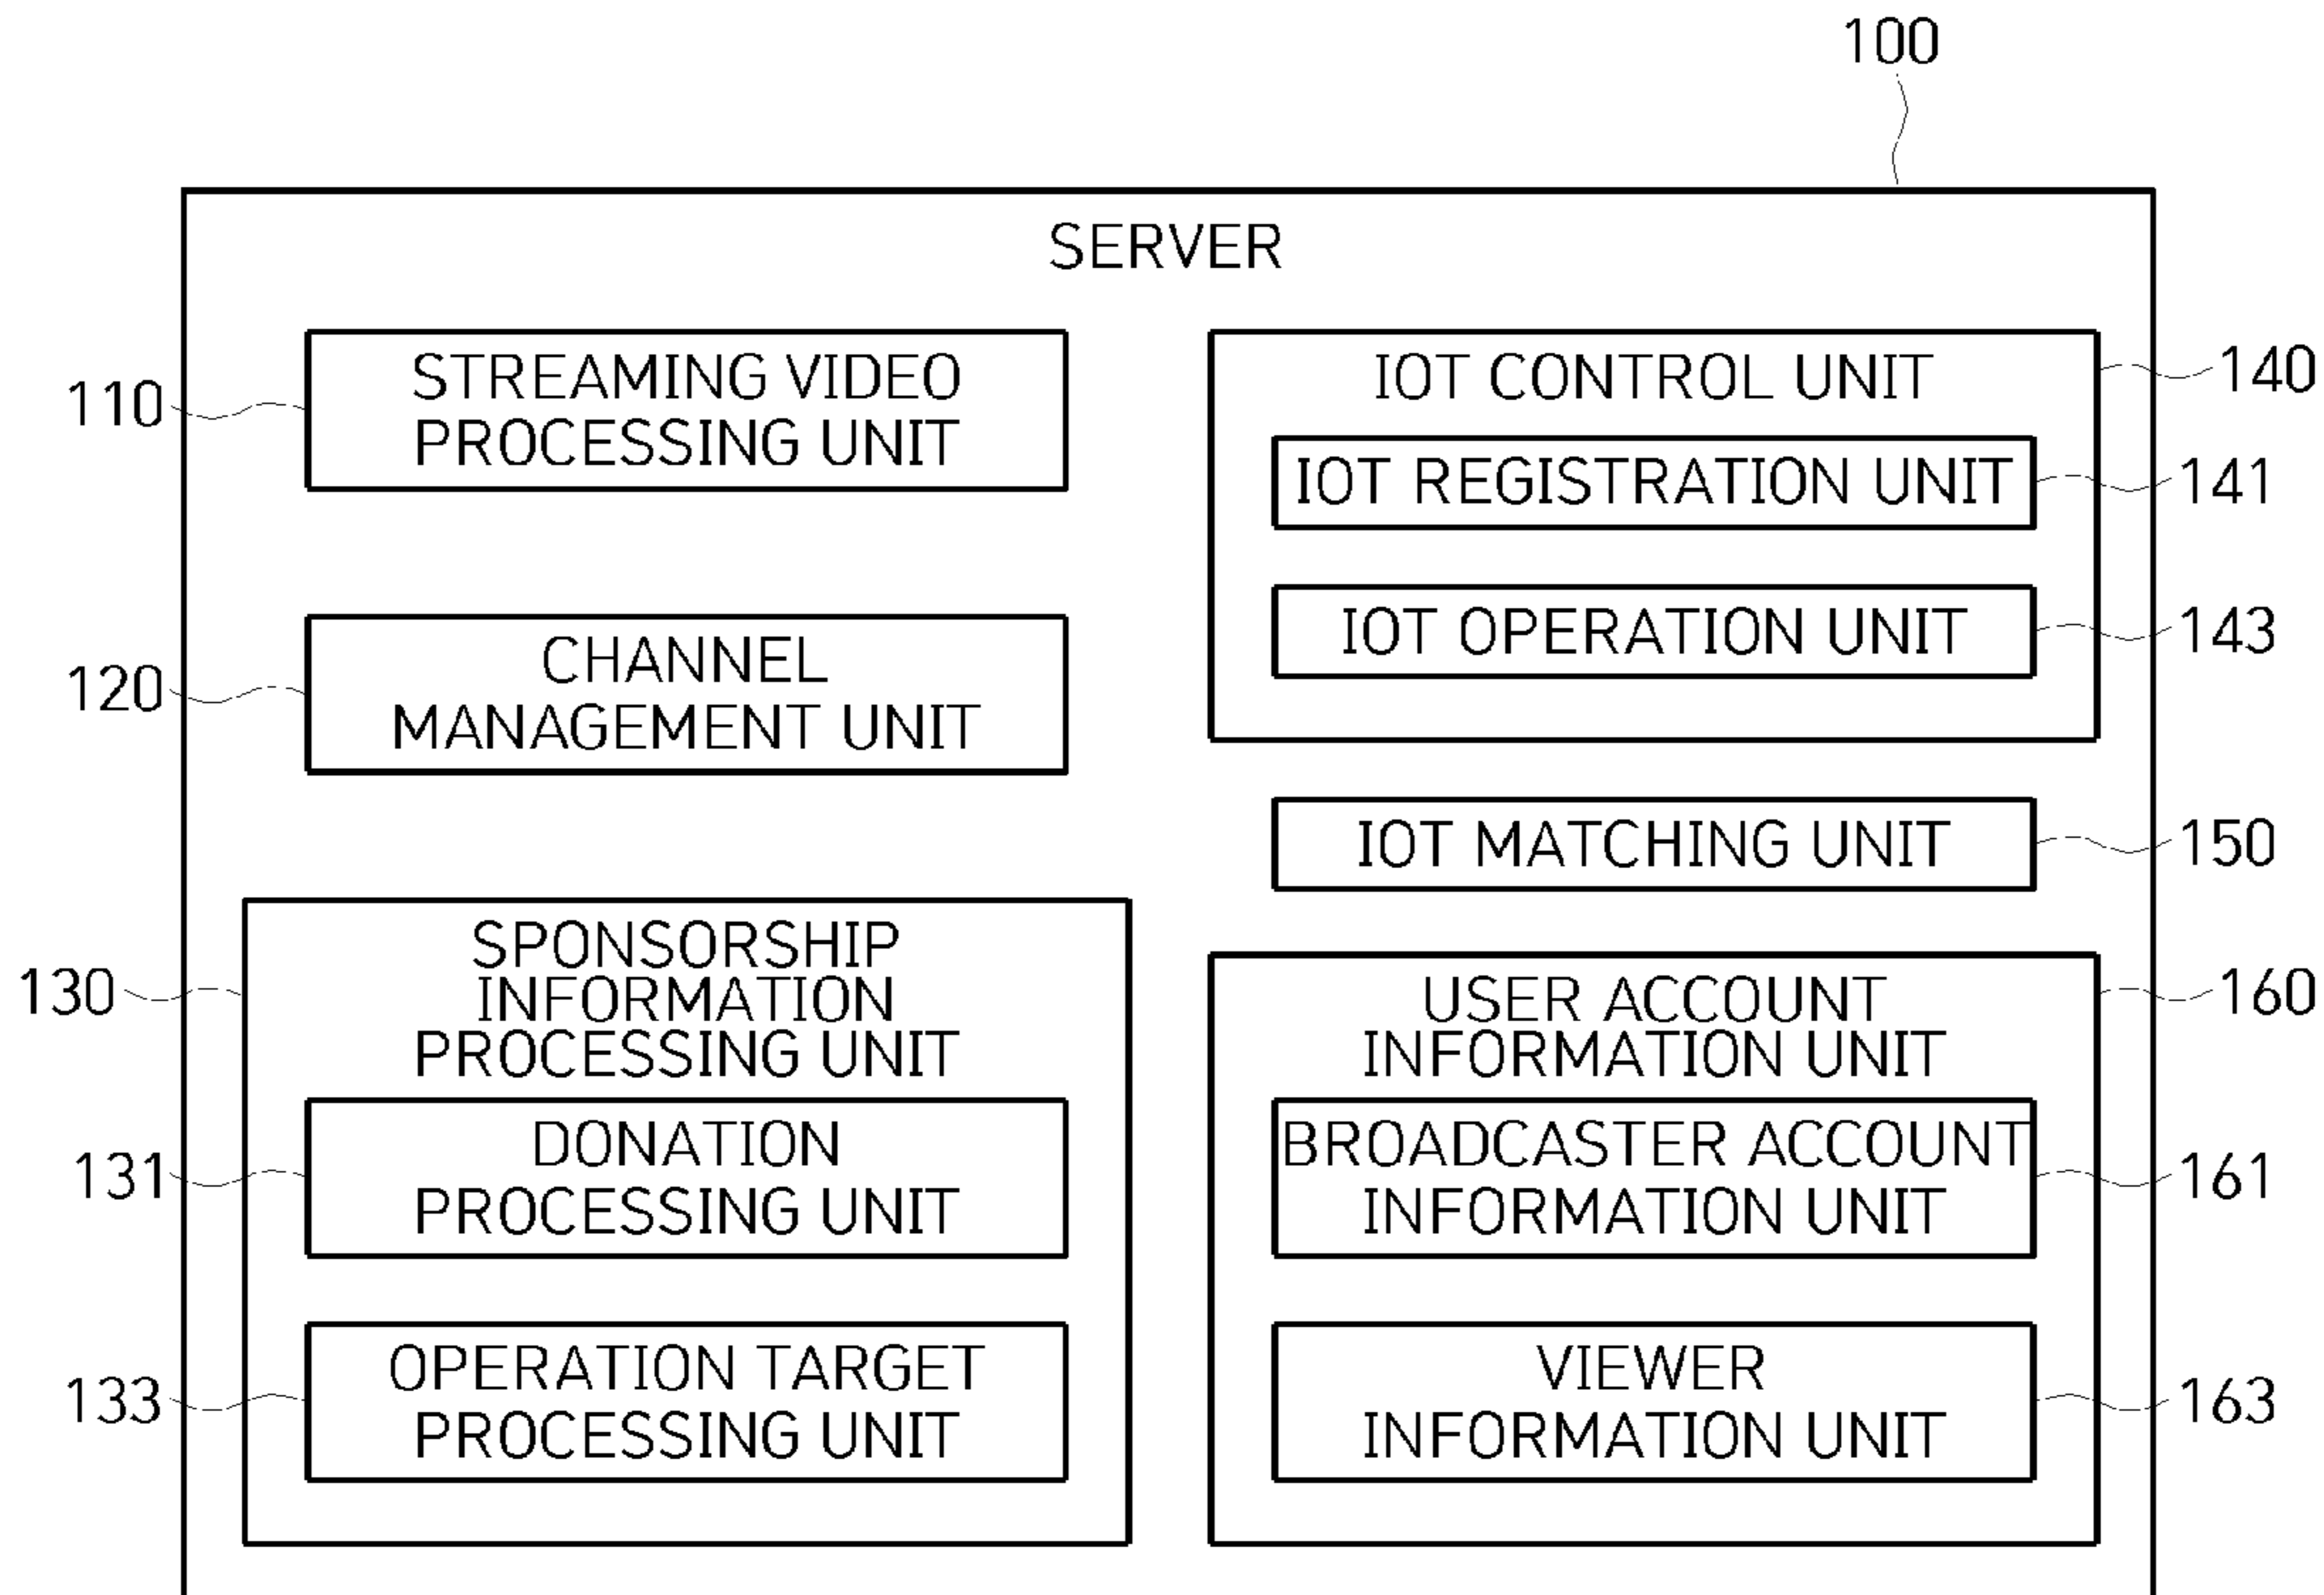 100
SERVER
110
STREAMING VIDEO
PROCESSING UNIT
120
CHANNEL
MANAGEMENT UNIT
130
SPONSORSHIP
INFORMATION
PROCESSING UNIT
131
DONATION
PROCESSING UNIT
133
OPERATION TARGET
PROCESSING UNIT
IOT CONTROL UNIT
140
IOT REGISTRATION UNIT
141
IOT OPERATION UNIT
143
IOT MATCHING UNIT
150
USER ACCOUNT
INFORMATION UNIT
160
BROADCASTER ACCOUNT
INFORMATION UNIT
161
VIEWER
INFORMATION UNIT
163